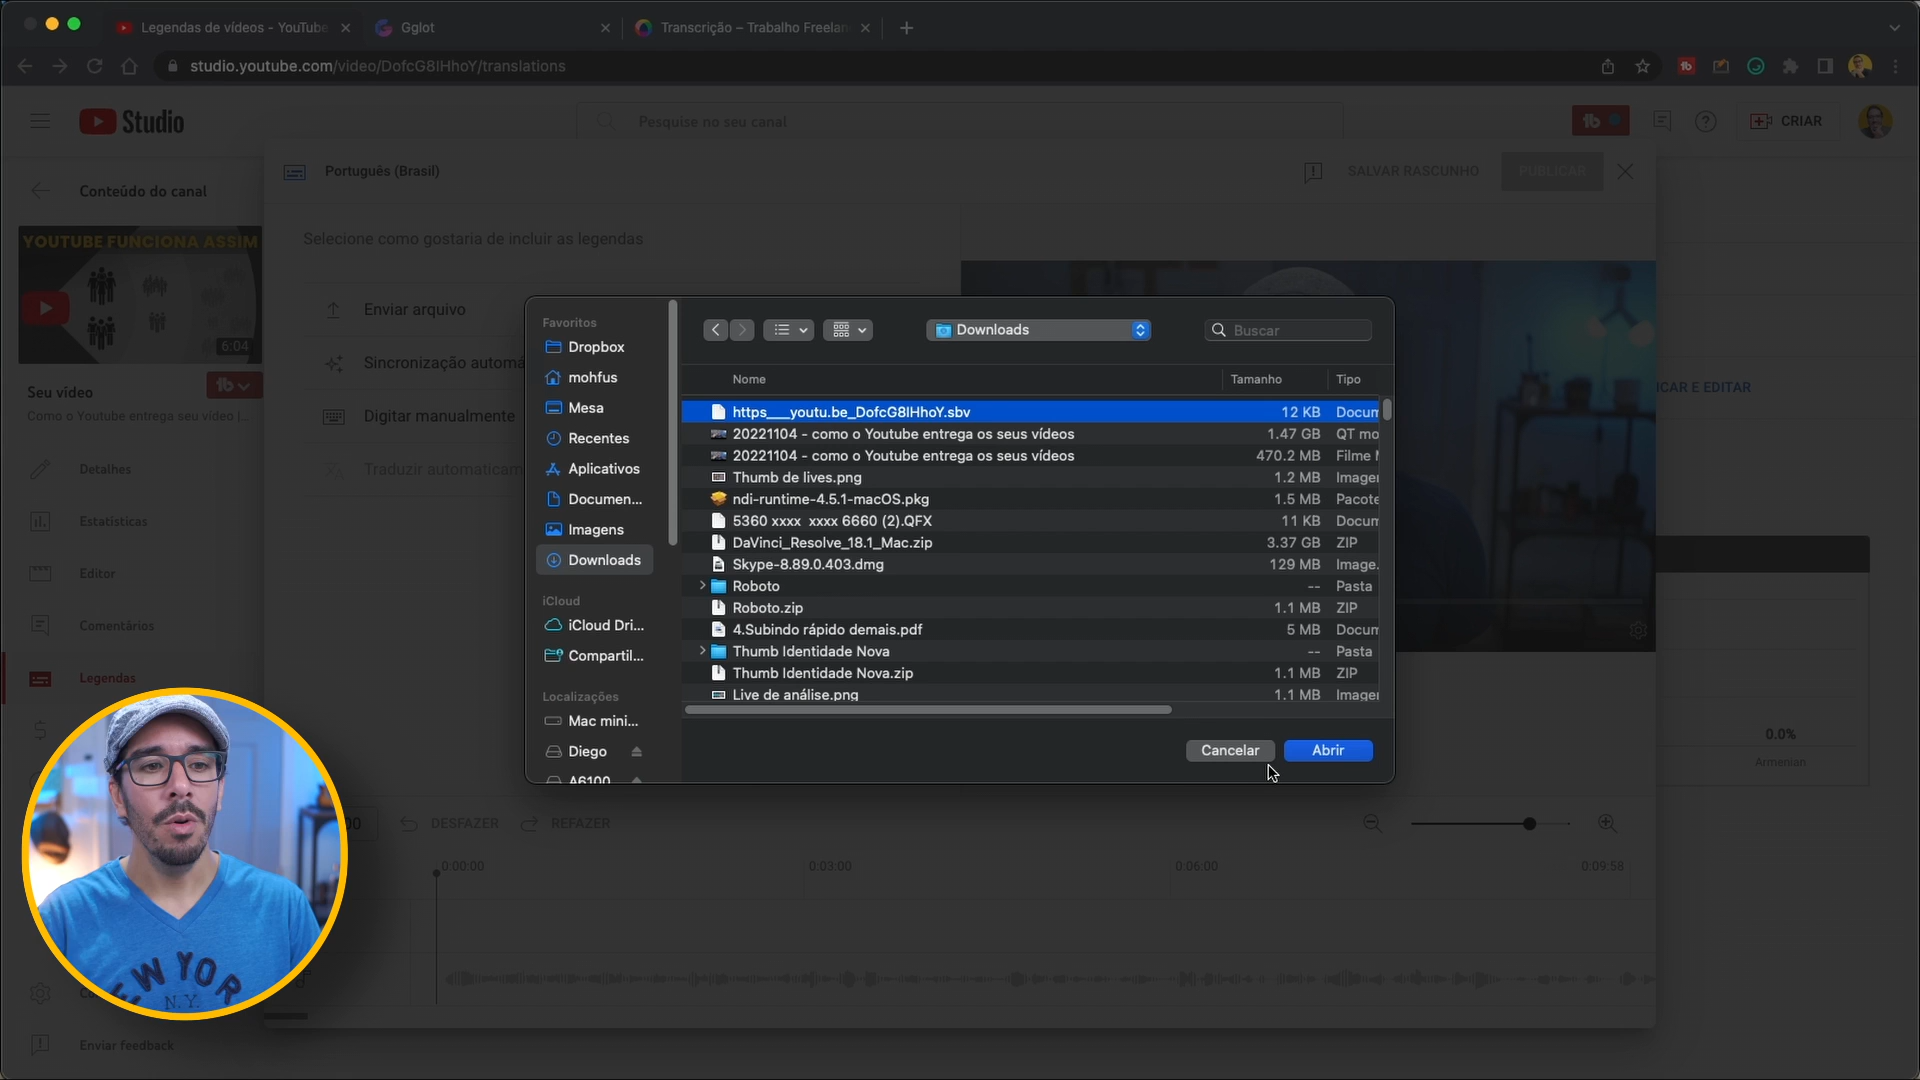 Legendas de vídeos - YouTube
Gglot
Transcrição – Trabalho Freelan
studio.youtube.com/video/DofcG8IHhoY/translations
Studio
Pesquise no seu canal
CRIAR
Conteúdo do canal
Português (Brasil)
SALVAR RASCUNHO
PUBLICAR
YOUTUBE FUNCIONA ASSIM
6:04
Selecione como gostaria de incluir as legendas
Enviar arquivo
Sincronização automá
Digitar manualmente
Traduzir automaticam
Seu vídeo
Como o Youtube entrega seu vídeo |...
Detalhes
Estatísticas
Editor
Comentários
Legendas
Enviar feedback
Favoritos
Dropbox
mohfus
Mesa
Recentes
Aplicativos
Documen...
Imagens
Downloads
iCloud
iCloud Dri...
Compartil...
Localizações
Mac mini...
Diego
A6100
Downloads
Buscar
Nome Tamanho Tipo
https___youtu.be_DofcG8IHhoY.sbv 12 KB Docum
20221104 - como o Youtube entrega os seus vídeos 1.47 GB QT mo
20221104 - como o Youtube entrega os seus vídeos 470.2 MB Filme
Thumb de lives.png 1.2 MB Image
ndi-runtime-4.5.1-macOS.pkg 1.5 MB Pacote
5360 xxxx xxxx 6660 (2).QFX 11 KB Docum
DaVinci_Resolve_18.1_Mac.zip 3.37 GB ZIP
Skype-8.89.0.403.dmg 129 MB Image.
Roboto -- Pasta
Roboto.zip 1.1 MB ZIP
4.Subindo rápido demais.pdf 5 MB Docum
Thumb Identidade Nova -- Pasta
Thumb Identidade Nova.zip 1.1 MB ZIP
Live de análise.png 1.1 MB Image
Cancelar
Abrir
CAR E EDITAR
0.0%
Armenian
DESFAZER
REFAZER
0:00:00
0:03:00
0:06:00
0:09:58
NEW YOR
N.Y.